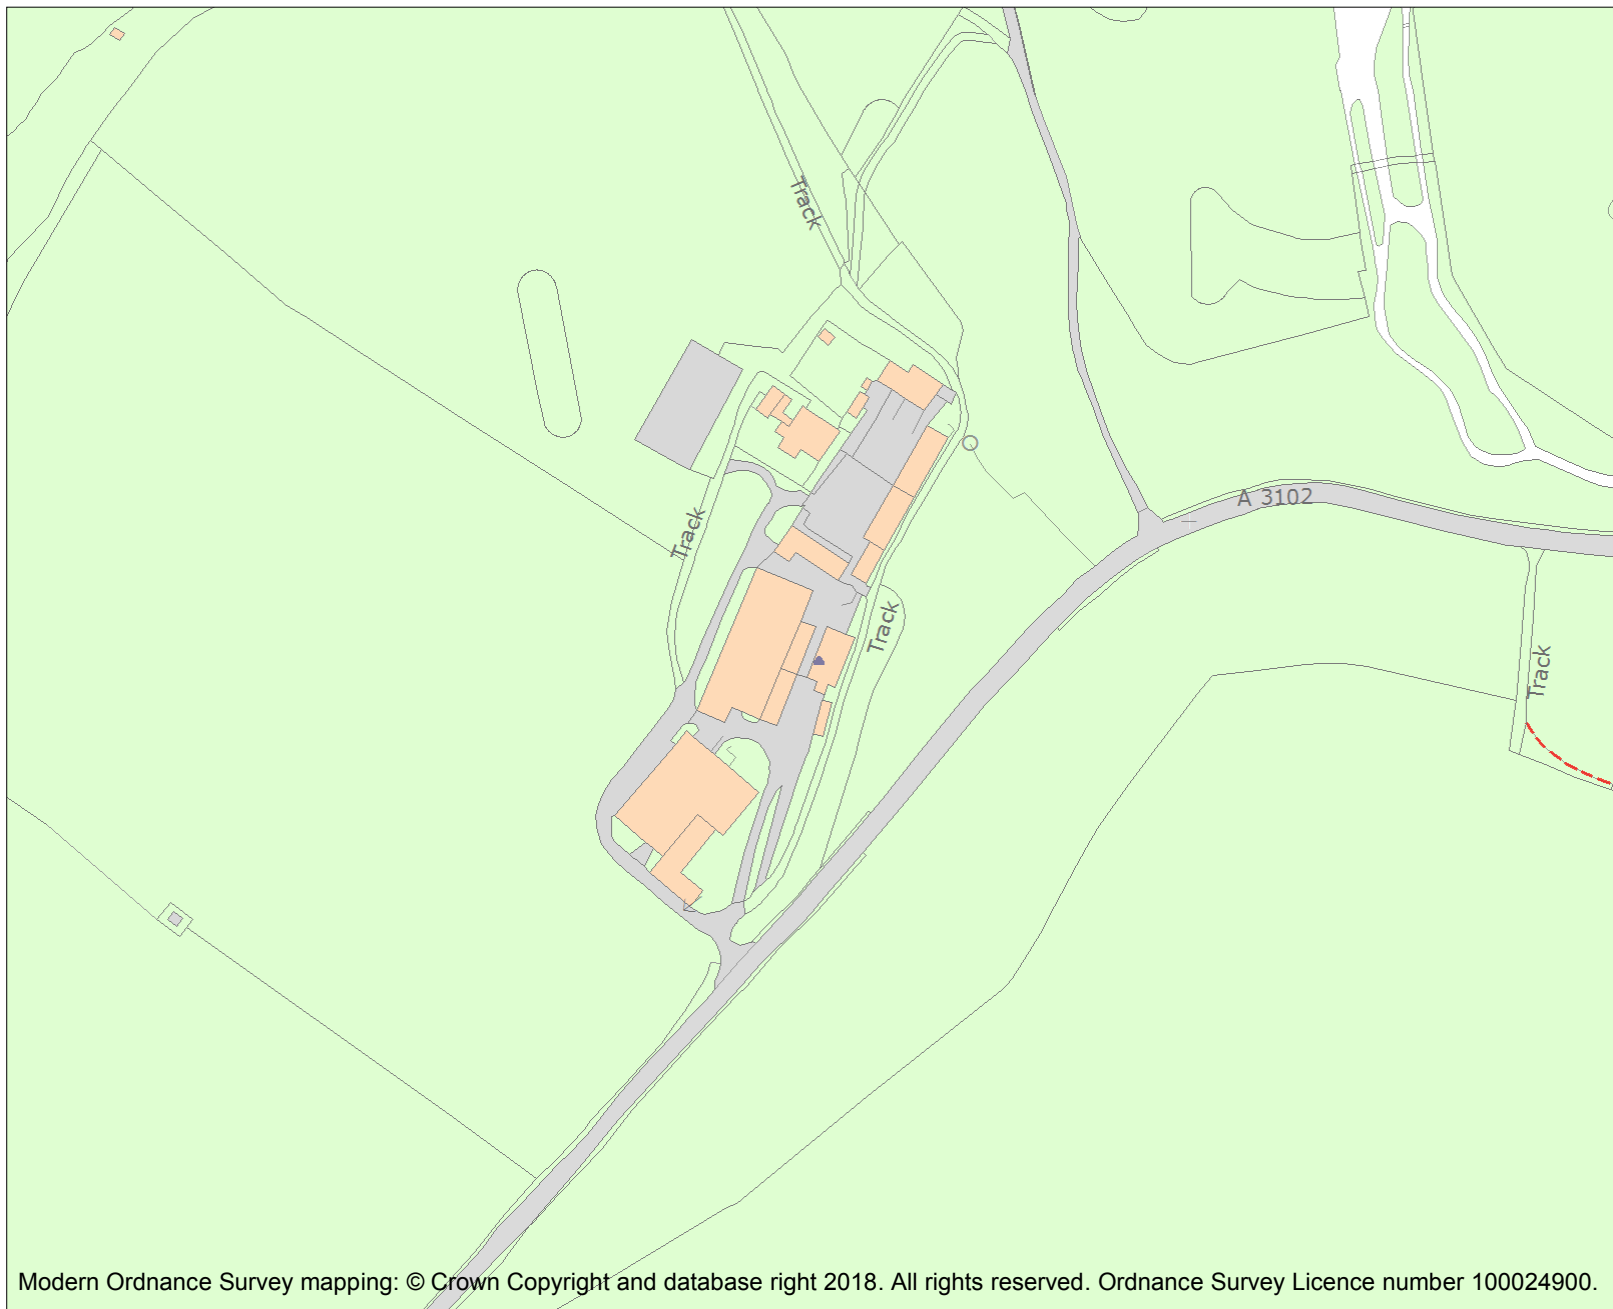 Track
A 3102
Track
Track
Track
Modern Ordnance Survey mapping: © Crown Copyright and database right 2018. All rights reserved. Ordnance Survey Licence number 100024900.